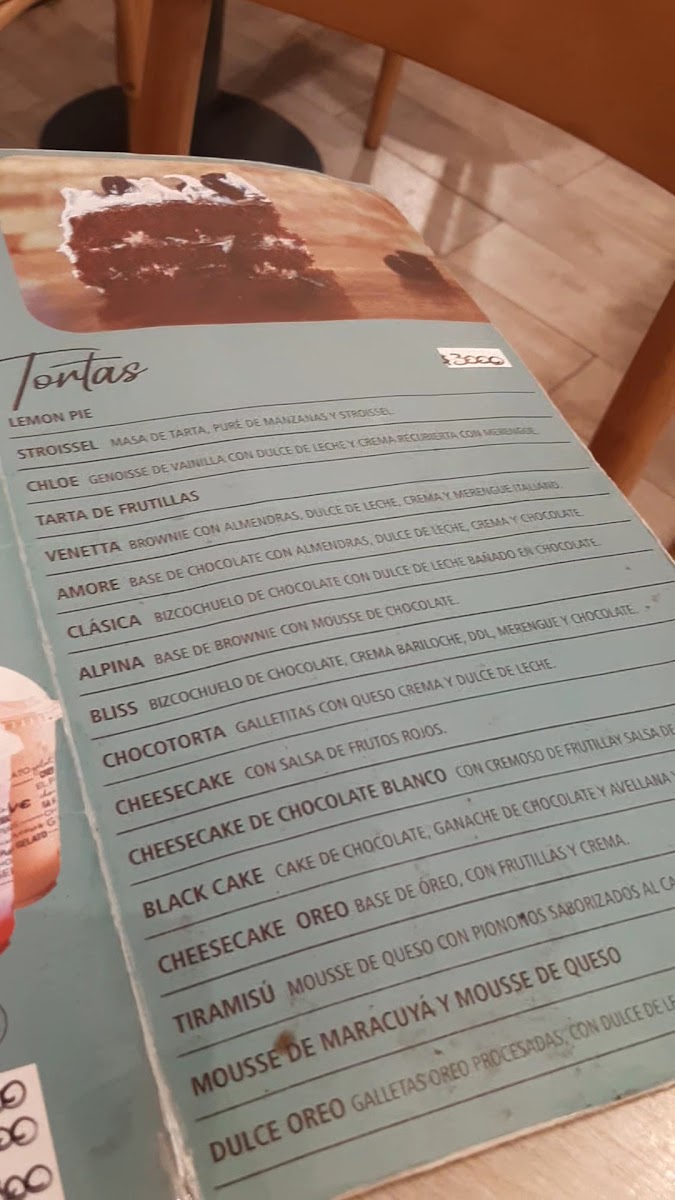 Tortas
$3000
LEMON PIE
STROISSEL MASA DE TARTA, PURÉ DE MANZANAS Y STROISSEL.
CHLOE GENOISSE DE VAINILLA CON DULCE DE LECHE Y CREMA RECUBIERTA CON MERENGUE.
TARTA DE FRUTILLAS
VENETTA BROWNIE CON ALMENDRAS, DULCE DE LECHE, CREMA Y MERENGUE ITALIANO.
AMORE BASE DE CHOCOLATE CON ALMENDRAS, DULCE DE LECHE, CREMA Y CHOCOLATE.
CLÁSICA BIZCOCHUELO DE CHOCOLATE CON DULCE DE LECHE BAÑADO EN CHOCOLATE.
ALPINA BASE DE BROWNIE CON MOUSSE DE CHOCOLATE.
BLISS BIZCOCHUELO DE CHOCOLATE, CREMA BARILOCHE, DDL, MERENGUE Y CHOCOLATE.
CHOCOTORTA GALLETITAS CON QUESO CREMA Y DULCE DE LECHE.
CHEESECAKE CON SALSA DE FRUTOS ROJOS.
CHEESECAKE DE CHOCOLATE BLANCO CON CREMOSO DE FRUTILLAY SALSA DE
BLACK CAKE CAKE DE CHOCOLATE, GANACHE DE CHOCOLATE Y AVELLANA
CHEESECAKE OREO BASE DE OREO, CON FRUTILLAS Y CREMA.
TIRAMISÚ MOUSSE DE QUESO CON PIONONOS SABORIZADOS AL CA
MOUSSE DE MARACUYÁ Y MOUSSE DE QUESO
DULCE OREO GALLETAS OREO PROCESADAS, CON DULCE DE LE
GELATO